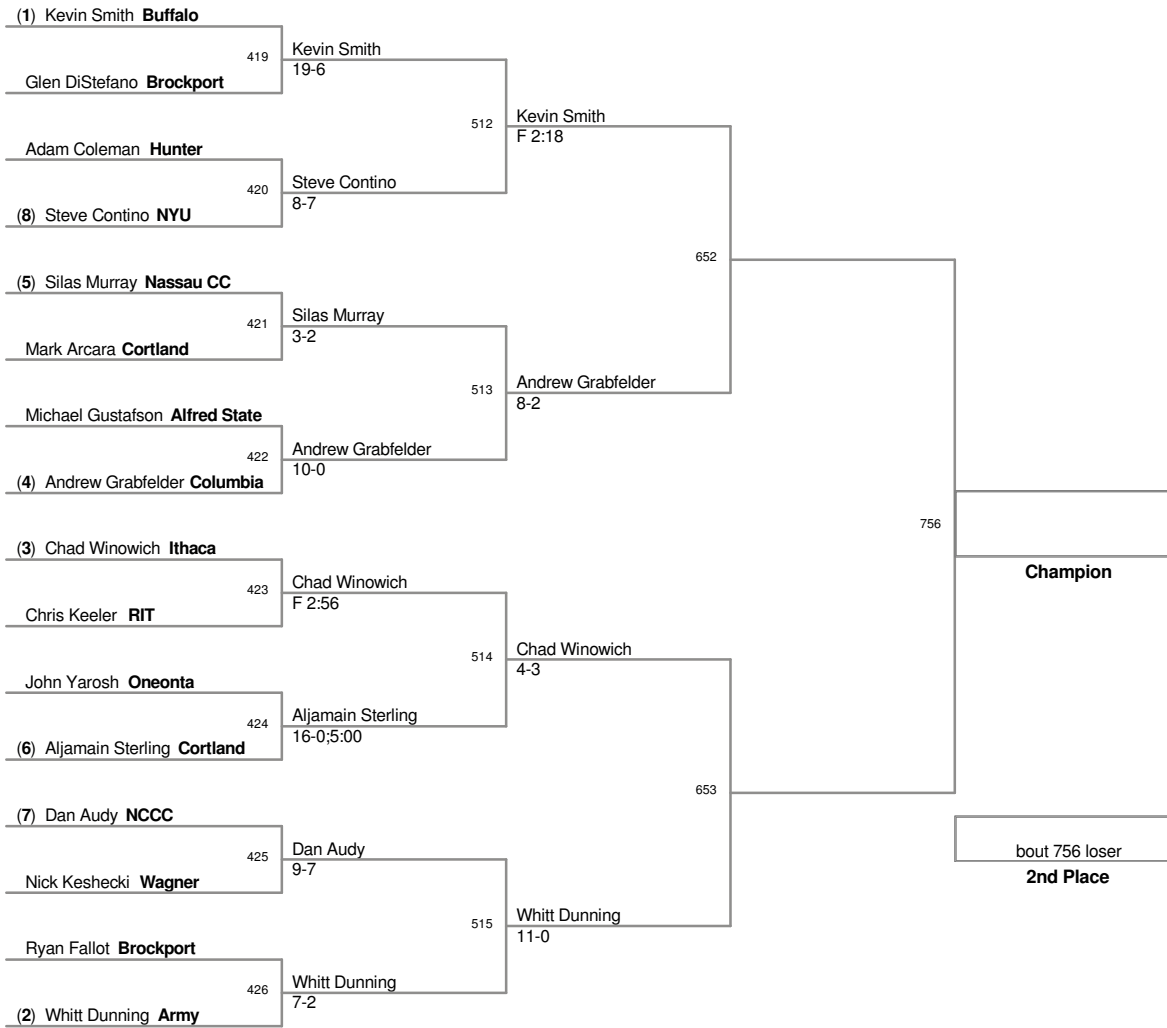 (1) Kevin Smith Buffalo
419
Kevin Smith
19-6
Glen DiStefano Brockport
512
Kevin Smith
F 2:18
Adam Coleman Hunter
420
Steve Contino
8-7
(8) Steve Contino NYU
652
(5) Silas Murray Nassau CC
421
Silas Murray
3-2
Mark Arcara Cortland
513
Andrew Grabfelder
8-2
Michael Gustafson Alfred State
422
Andrew Grabfelder
10-0
(4) Andrew Grabfelder Columbia
756
Champion
(3) Chad Winowich Ithaca
423
Chad Winowich
F 2:56
Chris Keeler RIT
514
Chad Winowich
4-3
John Yarosh Oneonta
424
Aljamain Sterling
16-0;5:00
(6) Aljamain Sterling Cortland
653
(7) Dan Audy NCCC
425
Dan Audy
9-7
Nick Keshecki Wagner
bout 756 loser
2nd Place
515
Whitt Dunning
11-0
Ryan Fallot Brockport
426
Whitt Dunning
7-2
(2) Whitt Dunning Army